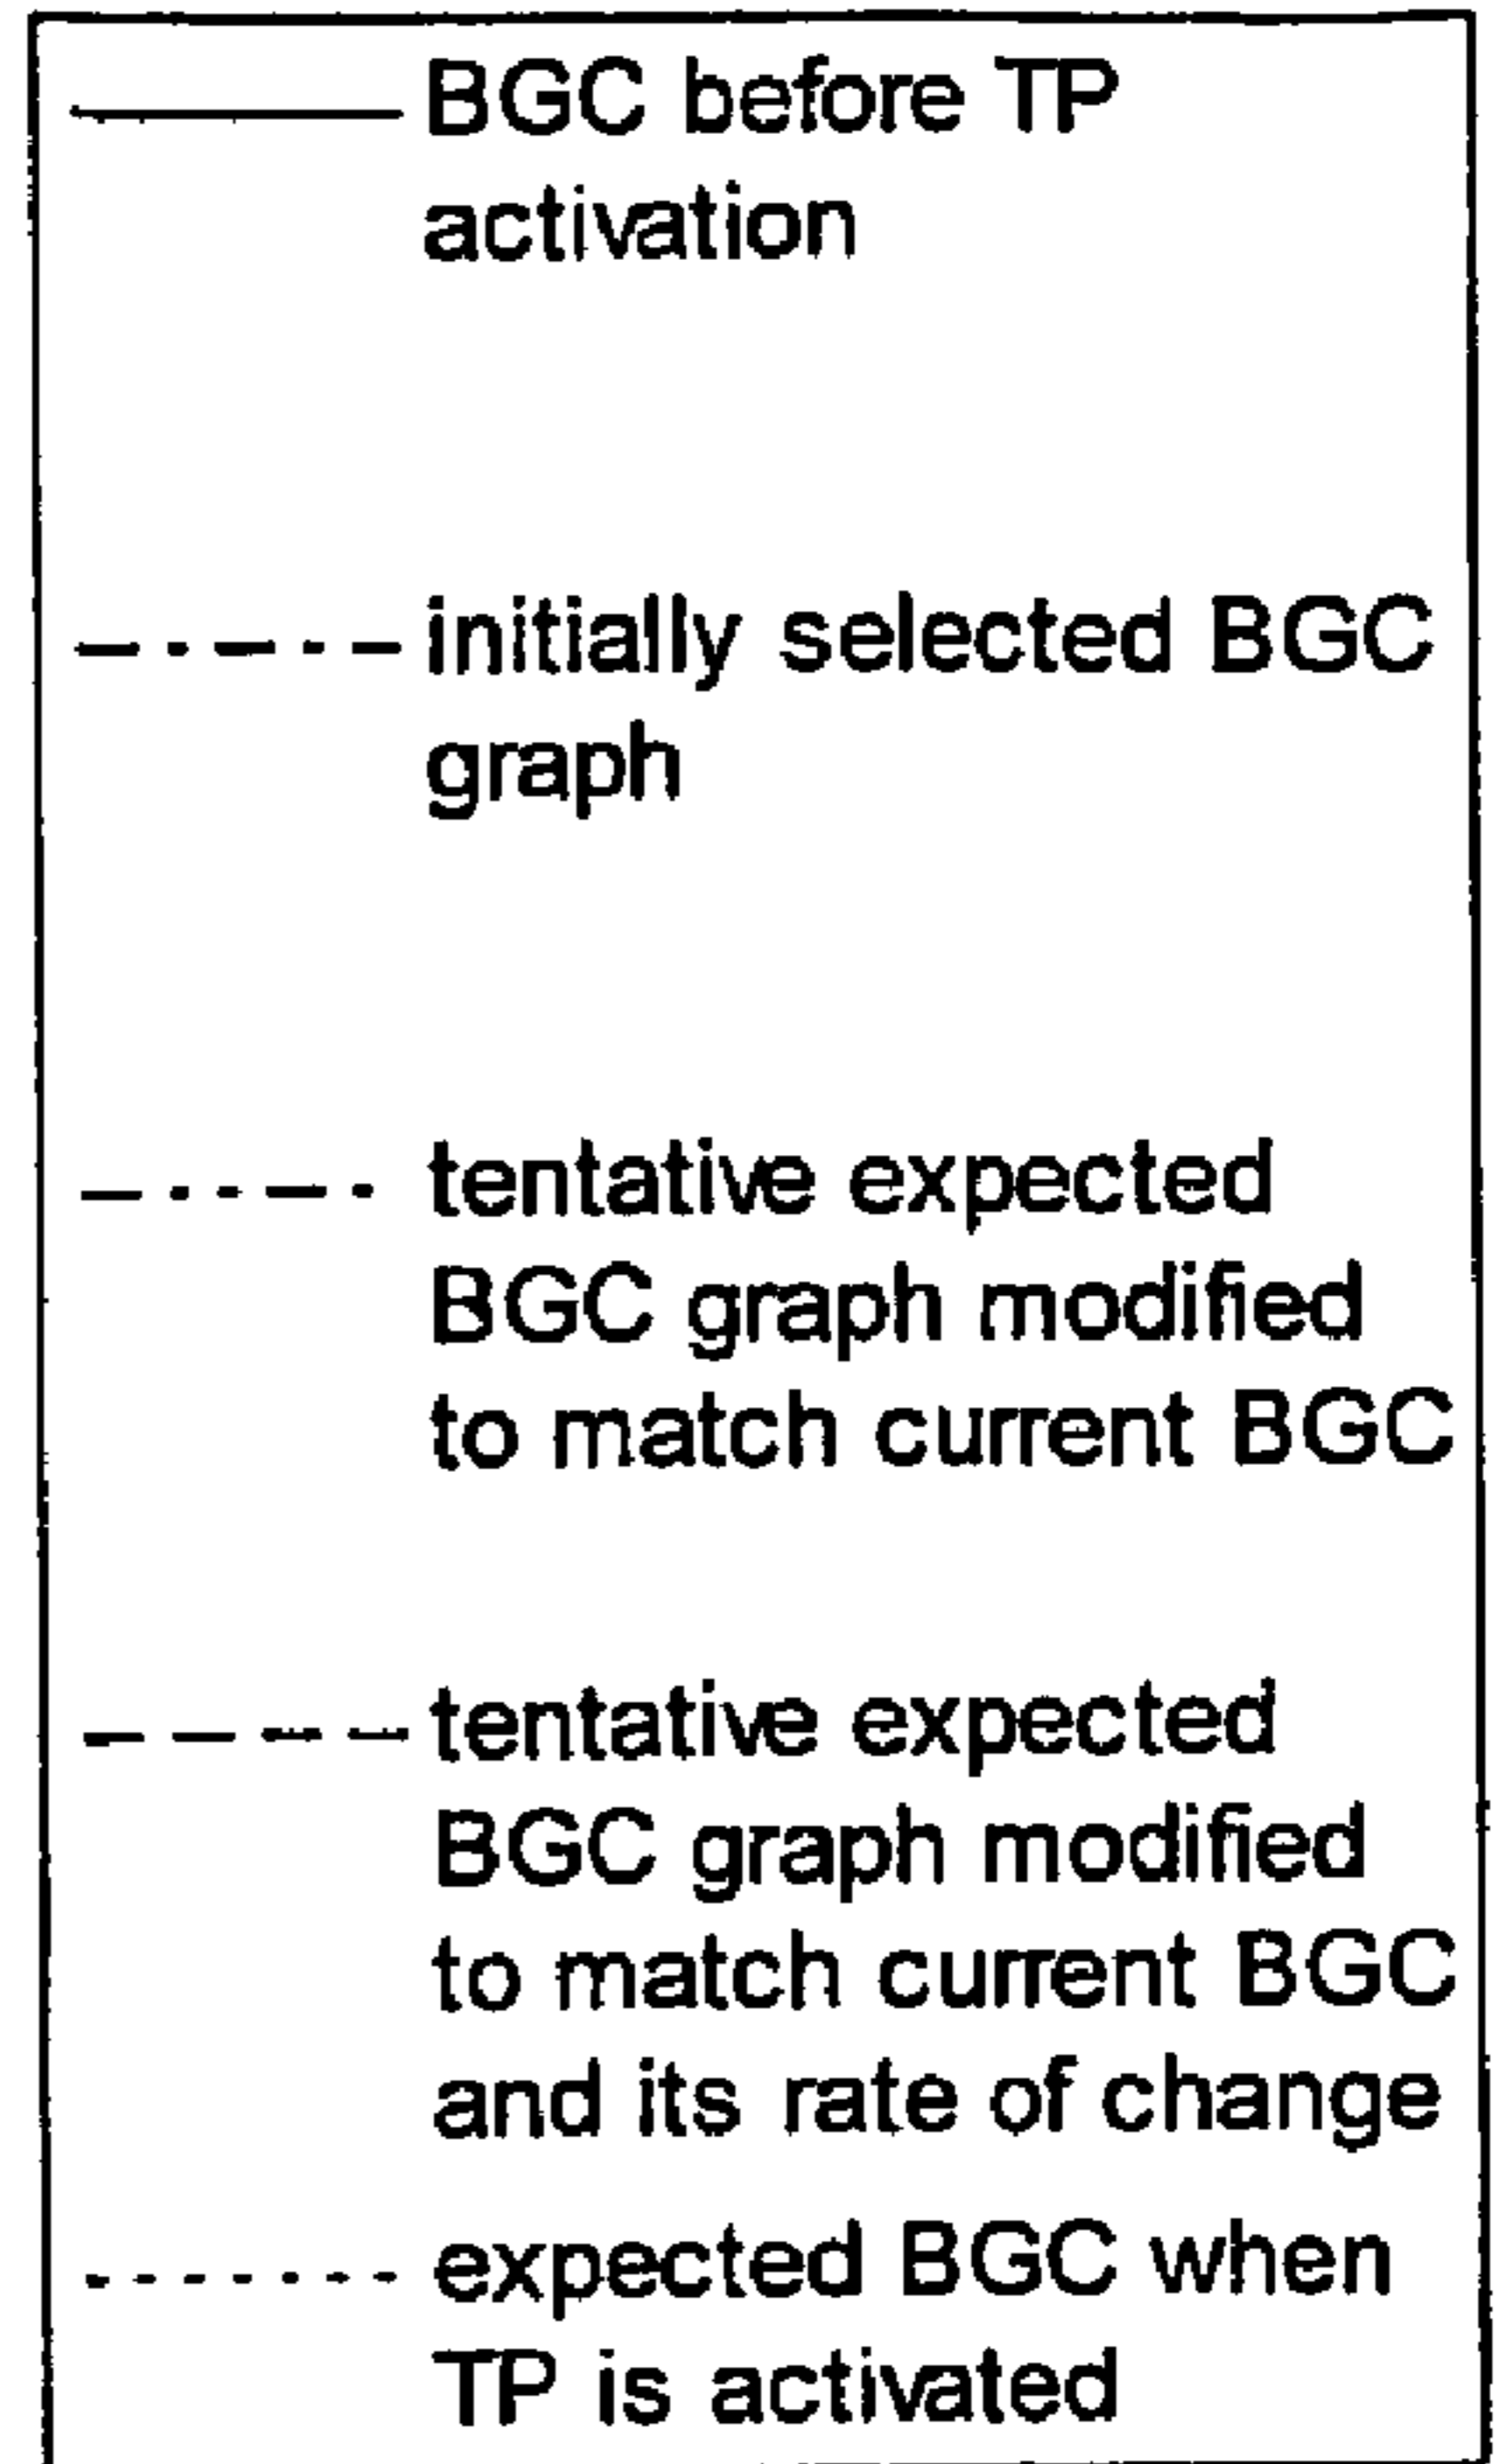 BGC before TP
activation
initially selected BGC
graph
tentative expected
BGC graph modified
to match current BGC
tentative expected
BGC graph modified
to match current BGC
and its rate of change
expected BGC when
TP is activated